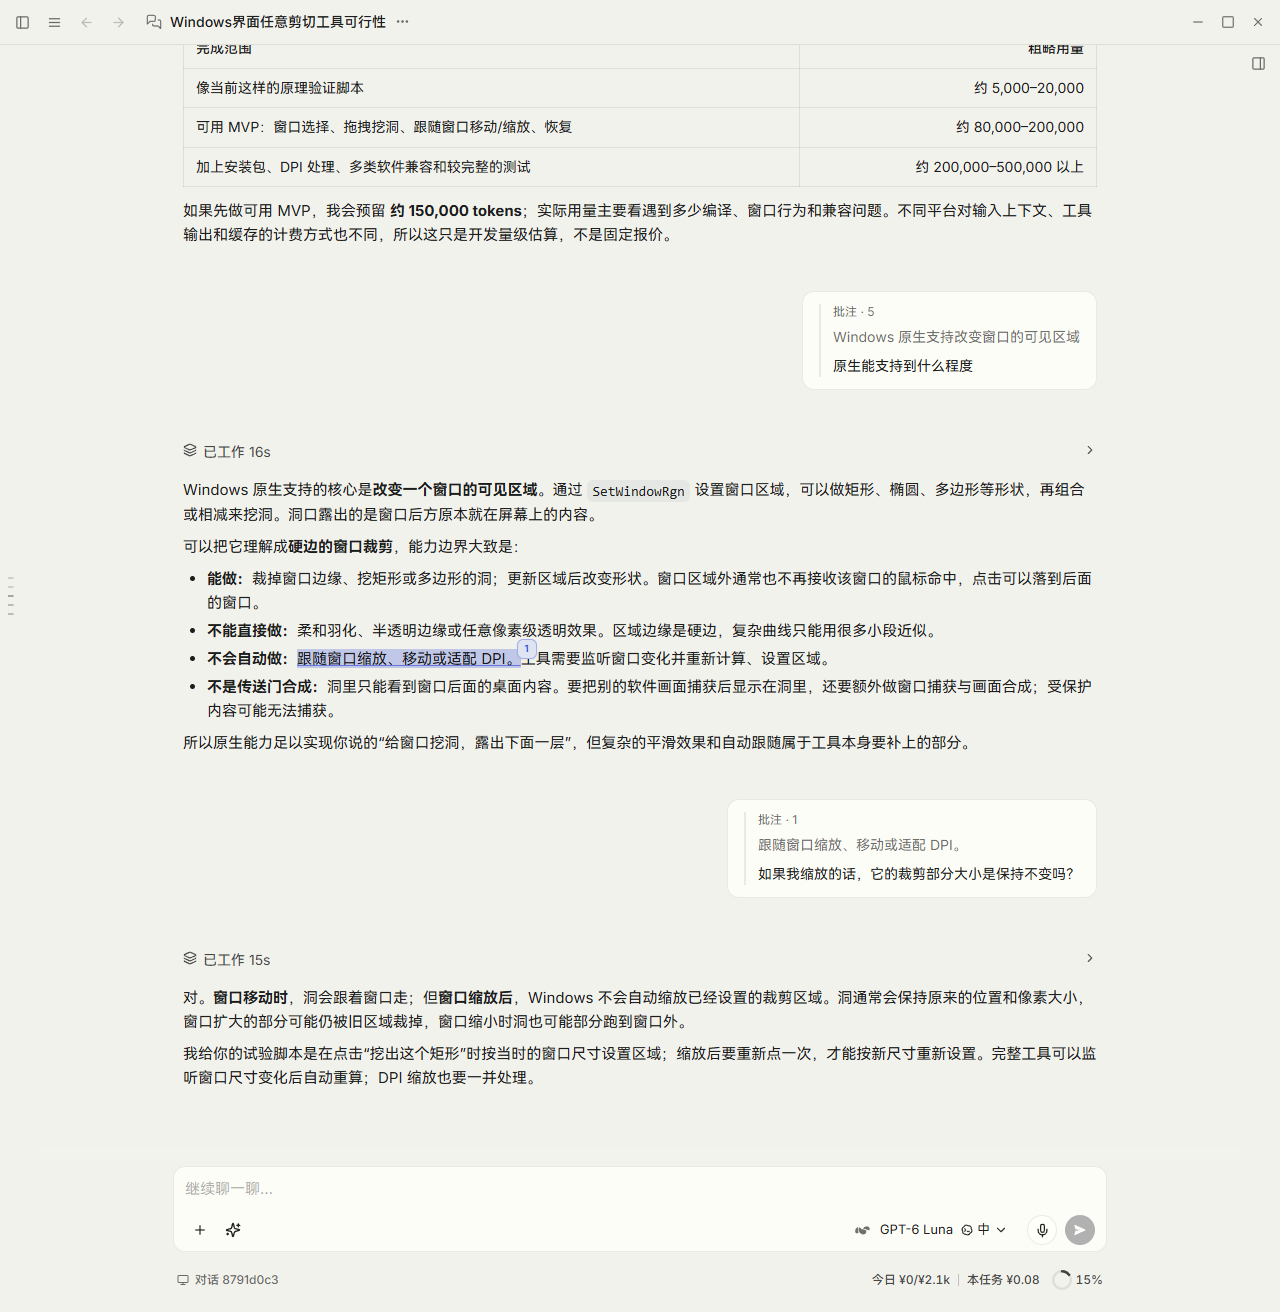 Windows界面任意剪切工具可行性
完成范围 粗略用量
像当前这样的原理验证脚本 约 5,000–20,000
可用 MVP：窗口选择、拖拽挖洞、跟随窗口移动/缩放、恢复 约 80,000–200,000
加上安装包、DPI 处理、多类软件兼容和较完整的测试 约 200,000–500,000 以上
如果先做可用 MVP，我会预留 约 150,000 tokens；实际用量主要看遇到多少编译、窗口行为和兼容问题。不同平台对输入上下文、工具
输出和缓存的计费方式也不同，所以这只是开发量级估算，不是固定报价。
批注 · 5
Windows 原生支持改变窗口的可见区域
原生能支持到什么程度
已工作 16s
Windows 原生支持的核心是改变一个窗口的可见区域。通过 SetWindowRgn 设置窗口区域，可以做矩形、椭圆、多边形等形状，再组合
或相减来挖洞。洞口露出的是窗口后方原本就在屏幕上的内容。
可以把它理解成硬边的窗口裁剪，能力边界大致是：
• 能做：裁掉窗口边缘、挖矩形或多边形的洞；更新区域后改变形状。窗口区域外通常也不再接收该窗口的鼠标命中，点击可以落到后面
的窗口。
• 不能直接做：柔和羽化、半透明边缘或任意像素级透明效果。区域边缘是硬边，复杂曲线只能用很多小段近似。
1
• 不会自动做：跟随窗口缩放、移动或适配 DPI。工具需要监听窗口变化并重新计算、设置区域。
• 不是传送门合成：洞里只能看到窗口后面的桌面内容。要把别的软件画面捕获后显示在洞里，还要额外做窗口捕获与画面合成；受保护
内容可能无法捕获。
所以原生能力足以实现你说的“给窗口挖洞，露出下面一层”，但复杂的平滑效果和自动跟随属于工具本身要补上的部分。
批注 · 1
跟随窗口缩放、移动或适配 DPI。
如果我缩放的话，它的裁剪部分大小是保持不变吗？
已工作 15s
对。窗口移动时，洞会跟着窗口走；但窗口缩放后，Windows 不会自动缩放已经设置的裁剪区域。洞通常会保持原来的位置和像素大小，
窗口扩大的部分可能仍被旧区域裁掉，窗口缩小时洞也可能部分跑到窗口外。
我给你的试验脚本是在点击“挖出这个矩形”时按当时的窗口尺寸设置区域；缩放后要重新点一次，才能按新尺寸重新设置。完整工具可以监
听窗口尺寸变化后自动重算；DPI 缩放也要一并处理。
继续聊一聊...
GPT-6 Luna 中
对话 8791d0c3 今日 ¥0/¥2.1k 本任务 ¥0.08 15%